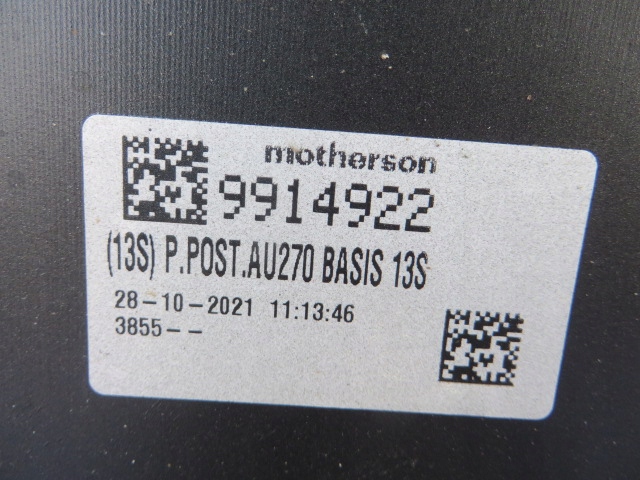 motherson
9914922
(13S) P.POST.AU270 BASIS 13S
28-10-2021 11:13:46
3855--